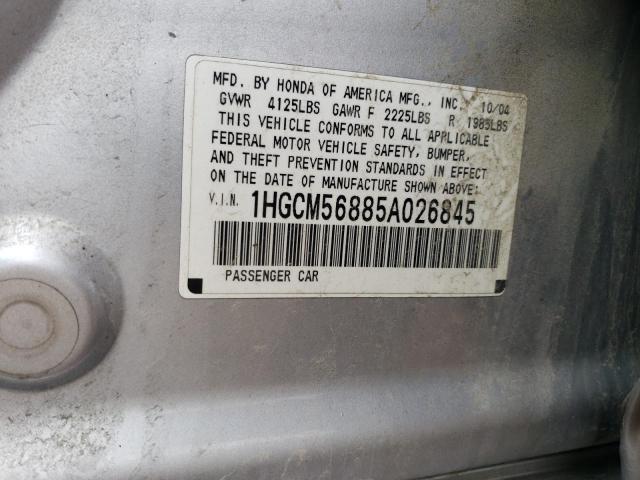 MFD. BY HONDA OF AMERICA MFG., INC. 10/04
GVWR 4125LBS GAWR F 2225LBS R 1985LBS
THIS VEHICLE CONFORMS TO ALL APPLICABLE
FEDERAL MOTOR VEHICLE SAFETY, BUMPER,
AND THEFT PREVENTION STANDARDS IN EFFECT
ON THE DATE OF MANUFACTURE SHOWN ABOVE:
V.I.N. 1HGCM56885A026845
PASSENGER CAR